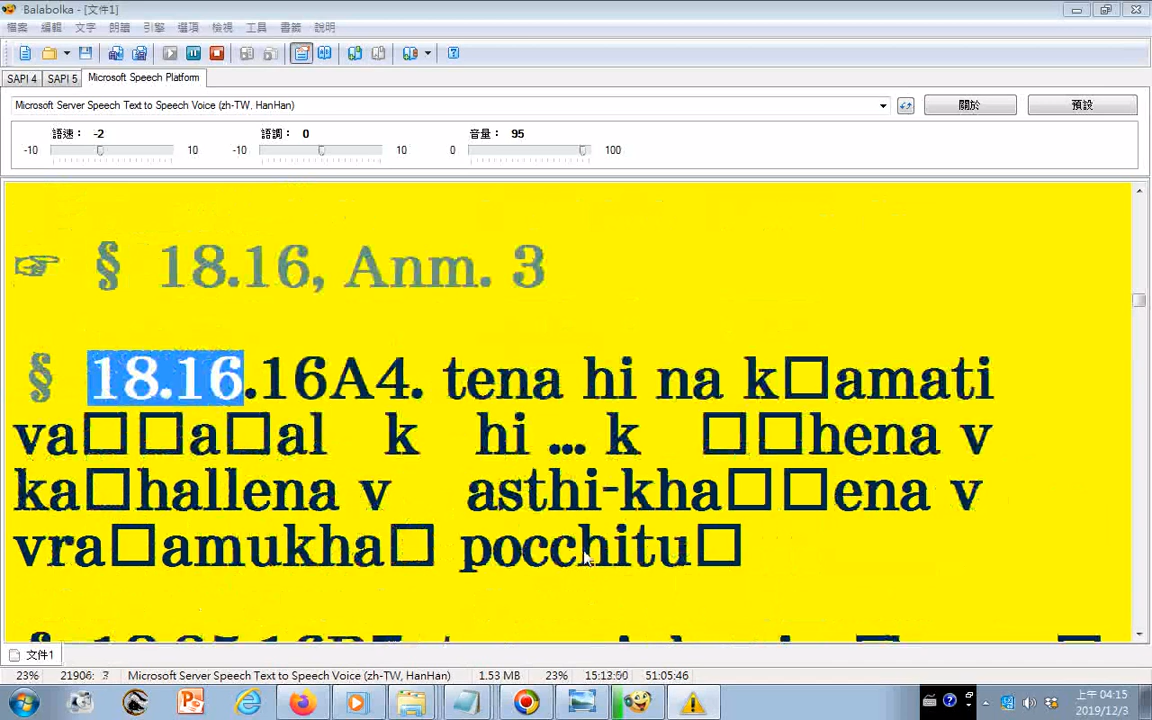 Balabolka - [文件1]
檔案 編輯 文字 朗讀 引擎 選項 檢視 工具 書籤 說明
SAPI 4 SAPI 5 Microsoft Speech Platform
Microsoft Server Speech Text to Speech Voice (zh-TW, HanHan) 關於 預設
語速： -2 語調： 0 音量： 95
-10 10 -10 10 0 100
☞ § 18.16, Anm. 3
§ 18.16.16A4. tena hi na k□amati
va□□a□al k hi ... k □□hena v
ka□hallena v asthi-kha□□ena v
vra□amukha□ pocchitu□
文件1
23% 21906: Microsoft Server Speech Text to Speech Voice (zh-TW, HanHan) 1.53 MB 23% 15:13:50 51:05:46
上午 04:15
2019/12/3